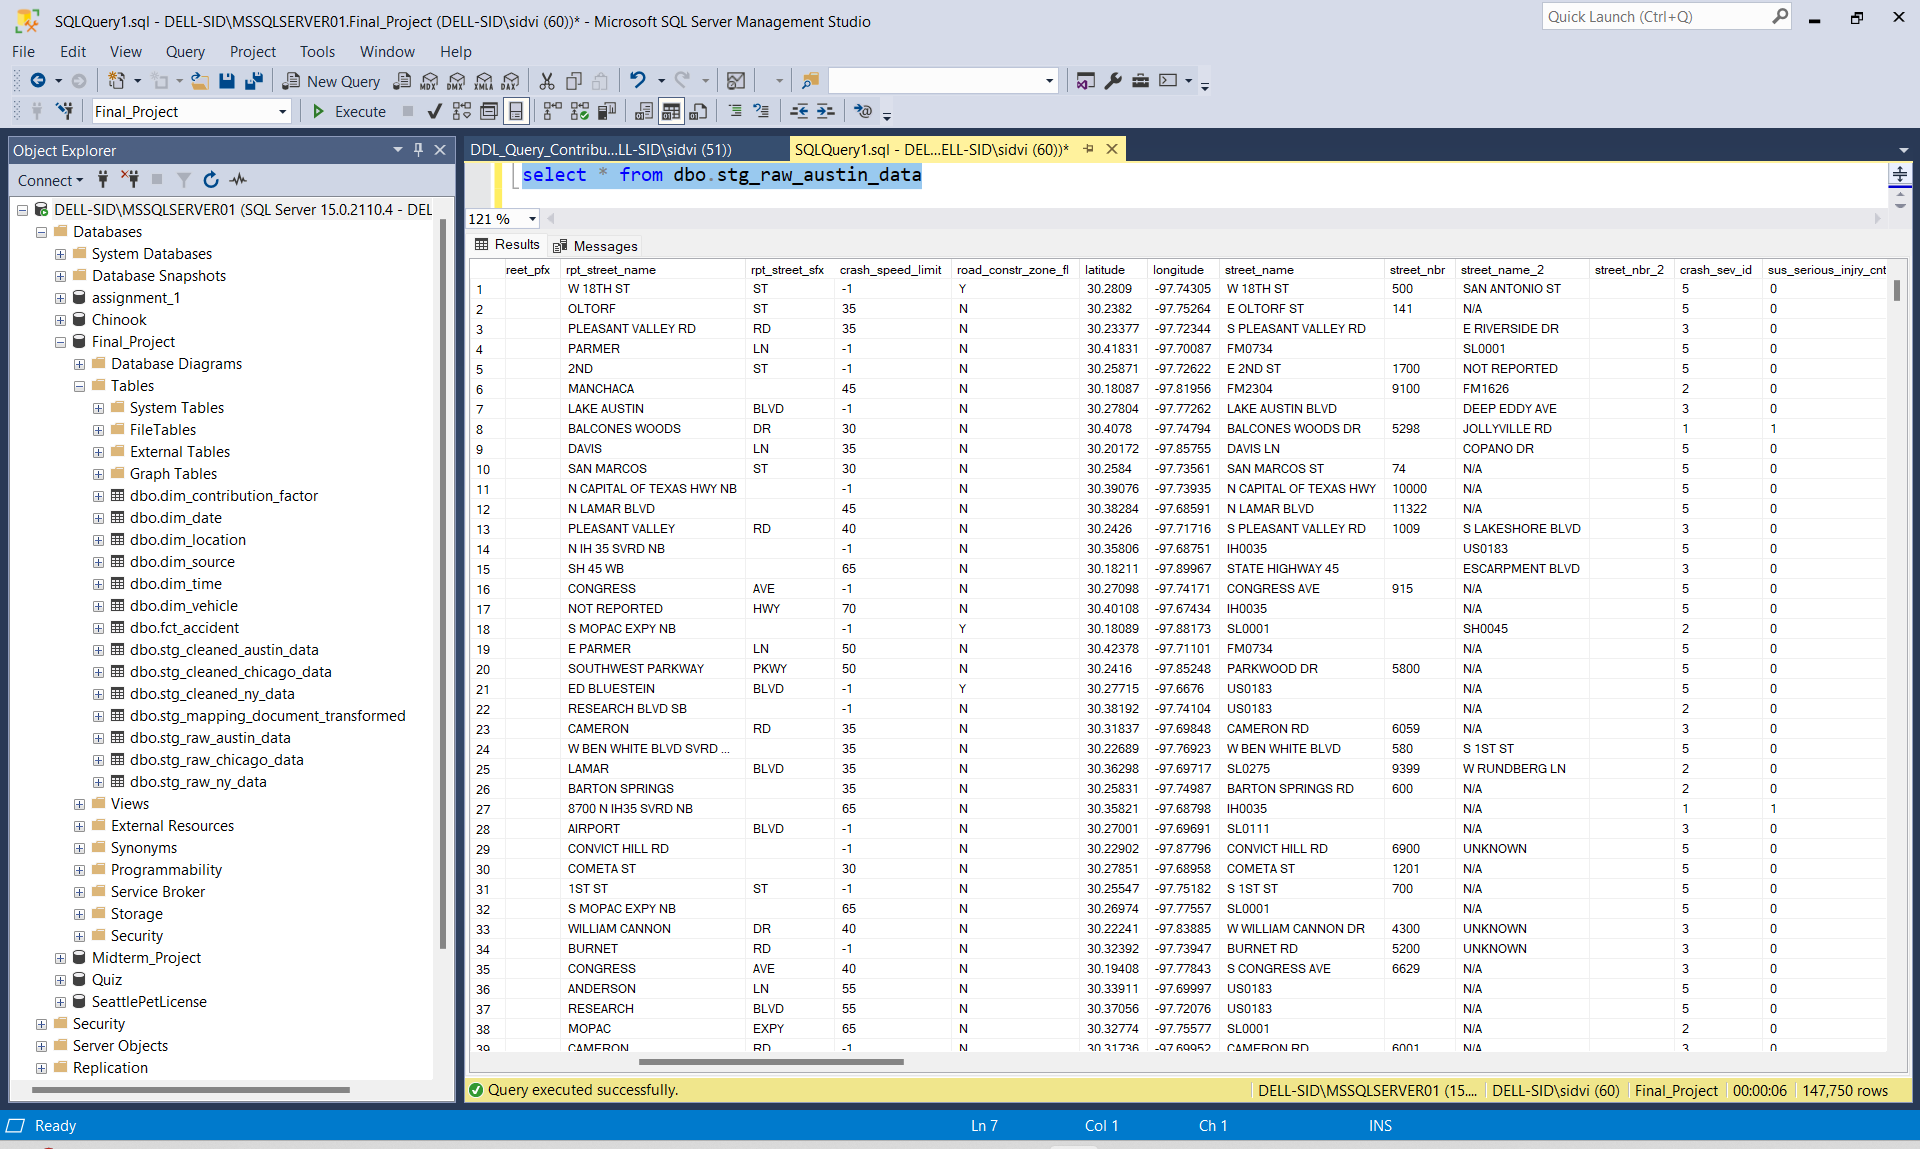 SQLQuery1.sql - DELL-SID\MSSQLSERVER01.Final_Project (DELL-SID\sidvi (60))* - Microsoft SQL Server Management Studio
Quick Launch (Ctrl+Q)
File Edit View Query Project Tools Window Help
New Query MDX DMX XMLA DAX
Final_Project Execute
Object Explorer
Connect
DELL-SID\MSSQLSERVER01 (SQL Server 15.0.2110.4 - DEL
Databases
System Databases
Database Snapshots
assignment_1
Chinook
Final_Project
Database Diagrams
Tables
System Tables
FileTables
External Tables
Graph Tables
dbo.dim_contribution_factor
dbo.dim_date
dbo.dim_location
dbo.dim_source
dbo.dim_time
dbo.dim_vehicle
dbo.fct_accident
dbo.stg_cleaned_austin_data
dbo.stg_cleaned_chicago_data
dbo.stg_cleaned_ny_data
dbo.stg_mapping_document_transformed
dbo.stg_raw_austin_data
dbo.stg_raw_chicago_data
dbo.stg_raw_ny_data
Views
External Resources
Synonyms
Programmability
Service Broker
Storage
Security
Midterm_Project
Quiz
SeattlePetLicense
Security
Server Objects
Replication
DDL_Query_Contribu...LL-SID\sidvi (51)) SQLQuery1.sql - DEL...ELL-SID\sidvi (60))*
select * from dbo.stg_raw_austin_data
121 %
Results Messages
reet_pfx rpt_street_name rpt_street_sfx crash_speed_limit road_constr_zone_fl latitude longitude street_name street_nbr street_name_2 street_nbr_2 crash_sev_id sus_serious_injry_cnt
1 W 18TH ST ST -1 Y 30.2809 -97.74305 W 18TH ST 500 SAN ANTONIO ST 5 0
2 OLTORF ST 35 N 30.2382 -97.75264 E OLTORF ST 141 N/A 5 0
3 PLEASANT VALLEY RD RD 35 N 30.23377 -97.72344 S PLEASANT VALLEY RD E RIVERSIDE DR 3 0
4 PARMER LN -1 N 30.41831 -97.70087 FM0734 SL0001 5 0
5 2ND ST -1 N 30.25871 -97.72622 E 2ND ST 1700 NOT REPORTED 5 0
6 MANCHACA 45 N 30.18087 -97.81956 FM2304 9100 FM1626 2 0
7 LAKE AUSTIN BLVD -1 N 30.27804 -97.77262 LAKE AUSTIN BLVD DEEP EDDY AVE 3 0
8 BALCONES WOODS DR 30 N 30.4078 -97.74794 BALCONES WOODS DR 5298 JOLLYVILLE RD 1 1
9 DAVIS LN 35 N 30.20172 -97.85755 DAVIS LN COPANO DR 5 0
10 SAN MARCOS ST 30 N 30.2584 -97.73561 SAN MARCOS ST 74 N/A 5 0
11 N CAPITAL OF TEXAS HWY NB -1 N 30.39076 -97.73935 N CAPITAL OF TEXAS HWY 10000 N/A 5 0
12 N LAMAR BLVD 45 N 30.38284 -97.68591 N LAMAR BLVD 11322 N/A 5 0
13 PLEASANT VALLEY RD 40 N 30.2426 -97.71716 S PLEASANT VALLEY RD 1009 S LAKESHORE BLVD 3 0
14 N IH 35 SVRD NB -1 N 30.35806 -97.68751 IH0035 US0183 5 0
15 SH 45 WB 65 N 30.18211 -97.89967 STATE HIGHWAY 45 ESCARPMENT BLVD 3 0
16 CONGRESS AVE -1 N 30.27098 -97.74171 CONGRESS AVE 915 N/A 5 0
17 NOT REPORTED HWY 70 N 30.40108 -97.67434 IH0035 N/A 5 0
18 S MOPAC EXPY NB -1 Y 30.18089 -97.88173 SL0001 SH0045 2 0
19 E PARMER LN 50 N 30.42378 -97.71101 FM0734 N/A 5 0
20 SOUTHWEST PARKWAY PKWY 50 N 30.2416 -97.85248 PARKWOOD DR 5800 N/A 5 0
21 ED BLUESTEIN BLVD -1 Y 30.27715 -97.6676 US0183 N/A 5 0
22 RESEARCH BLVD SB -1 N 30.38192 -97.74104 US0183 N/A 2 0
23 CAMERON RD 35 N 30.31837 -97.69848 CAMERON RD 6059 N/A 3 0
24 W BEN WHITE BLVD SVRD ... 35 N 30.22689 -97.76923 W BEN WHITE BLVD 580 S 1ST ST 5 0
25 LAMAR BLVD 35 N 30.36298 -97.69717 SL0275 9399 W RUNDBERG LN 2 0
26 BARTON SPRINGS 35 N 30.25831 -97.74987 BARTON SPRINGS RD 600 N/A 2 0
27 8700 N IH35 SVRD NB 65 N 30.35821 -97.68798 IH0035 N/A 1 1
28 AIRPORT BLVD -1 N 30.27001 -97.69691 SL0111 N/A 3 0
29 CONVICT HILL RD -1 N 30.22902 -97.87796 CONVICT HILL RD 6900 UNKNOWN 5 0
30 COMETA ST 30 N 30.27851 -97.68958 COMETA ST 1201 N/A 5 0
31 1ST ST ST -1 N 30.25547 -97.75182 S 1ST ST 700 N/A 5 0
32 S MOPAC EXPY NB 65 N 30.26974 -97.77557 SL0001 N/A 5 0
33 WILLIAM CANNON DR 40 N 30.22241 -97.83885 W WILLIAM CANNON DR 4300 UNKNOWN 3 0
34 BURNET RD -1 N 30.32392 -97.73947 BURNET RD 5200 UNKNOWN 3 0
35 CONGRESS AVE 40 N 30.19408 -97.77843 S CONGRESS AVE 6629 N/A 3 0
36 ANDERSON LN 55 N 30.33911 -97.69997 US0183 N/A 5 0
37 RESEARCH BLVD 55 N 30.37056 -97.72076 US0183 N/A 5 0
38 MOPAC EXPY 65 N 30.32774 -97.75577 SL0001 N/A 2 0
39 CAMERON RD -1 N 30.31736 -97.69952 CAMERON RD 6001 N/A 3 0
Query executed successfully. DELL-SID\MSSQLSERVER01 (15.... DELL-SID\sidvi (60) Final_Project 00:00:06 147,750 rows
Ready Ln 7 Col 1 Ch 1 INS